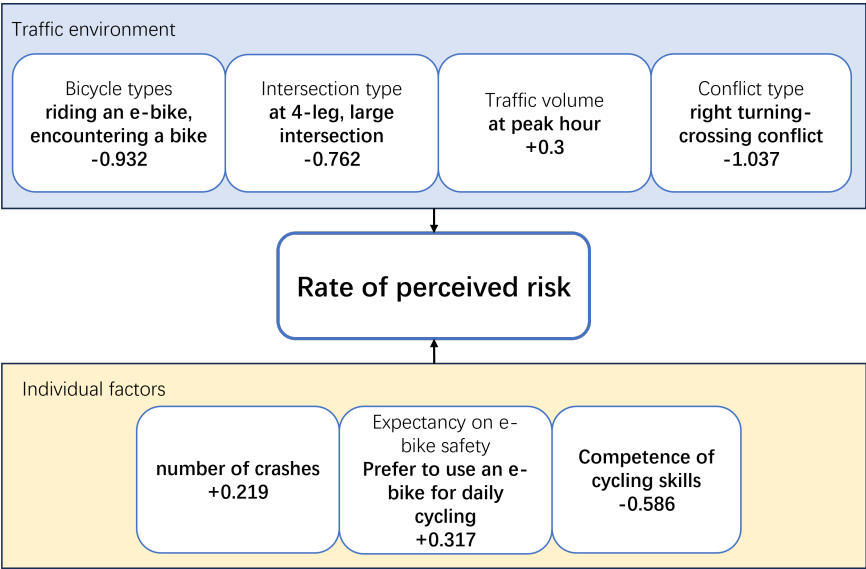 Traffic environment
Bicycle types
riding an e-bike,
encountering a bike
-0.932
Intersection type
at 4-leg, large
intersection
-0.762
Traffic volume
at peak hour
+0.3
Conflict type
right turning-
crossing conflict
-1.037
Rate of perceived risk
Individual factors
number of crashes
+0.219
Expectancy on e-
bike safety
Prefer to use an e-
bike for daily
cycling
+0.317
Competence of
cycling skills
-0.586